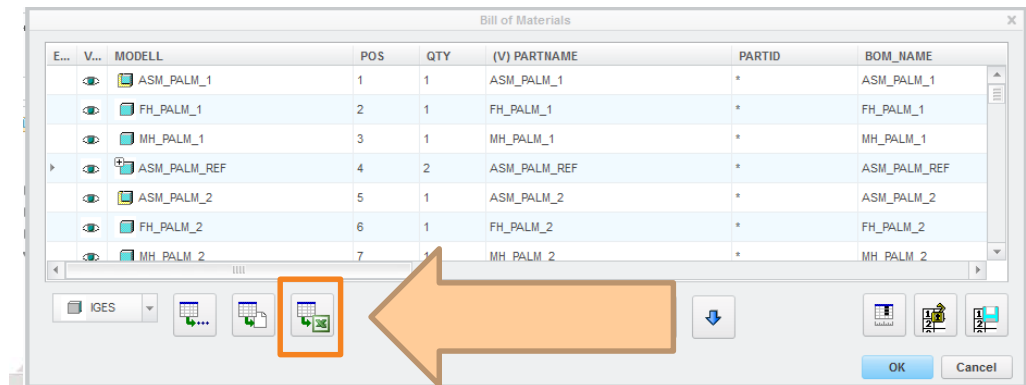 Bill of Materials
E... V... MODELL POS QTY (V) PARTNAME PARTID BOM_NAME
ASM_PALM_1 1 1 ASM_PALM_1 * ASM_PALM_1
FH_PALM_1 2 1 FH_PALM_1 * FH_PALM_1
MH_PALM_1 3 1 MH_PALM_1 * MH_PALM_1
ASM_PALM_REF 4 2 ASM_PALM_REF * ASM_PALM_REF
ASM_PALM_2 5 1 ASM_PALM_2 * ASM_PALM_2
FH_PALM_2 6 1 FH_PALM_2 * FH_PALM_2
MH_PALM_2 7 1 MH_PALM_2 * MH_PALM_2
IGES
OK Cancel